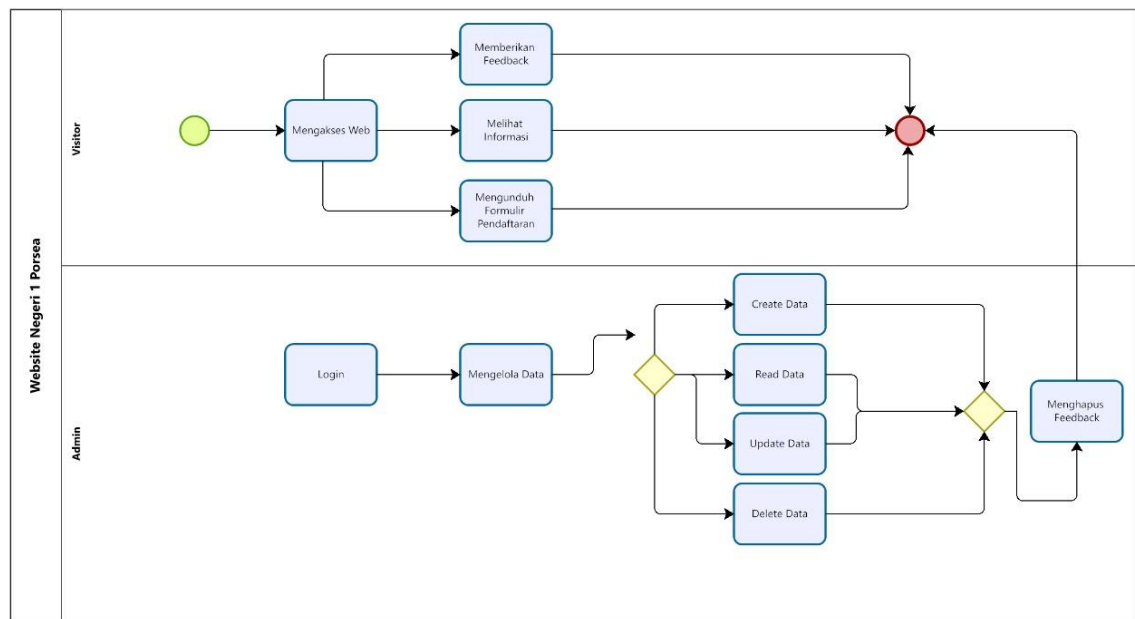 Website Negeri 1 Porsea
Visitor
Mengakses Web
Memberikan
Feedback
Melihat
Informasi
Mengunduh
Formulir
Pendaftaran
Admin
Login
Mengelola Data
Create Data
Read Data
Update Data
Delete Data
Menghapus
Feedback